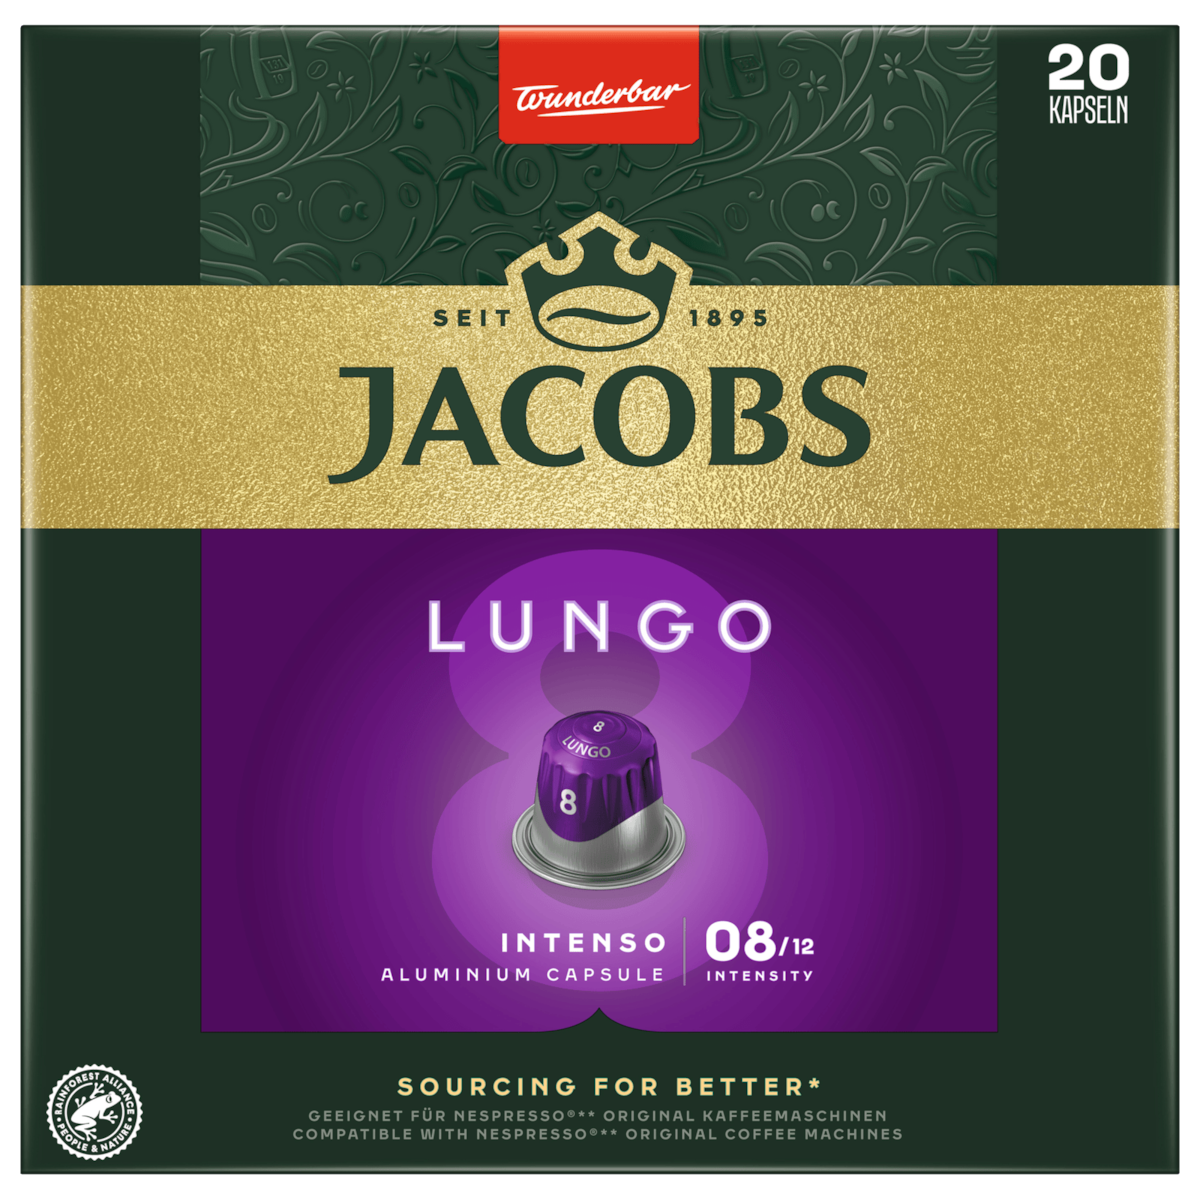 Wunderbar
20
KAPSELN
SEIT 1895
JACOBS
LUNGO
8
LUNGO
8
INTENSO
ALUMINIUM CAPSULE
08/12
INTENSITY
SOURCING FOR BETTER*
GEEIGNET FÜR NESPRESSO®** ORIGINAL KAFFEEMASCHINEN
COMPATIBLE WITH NESPRESSO®** ORIGINAL COFFEE MACHINES
RAINFOREST ALLIANCE
PEOPLE & NATURE